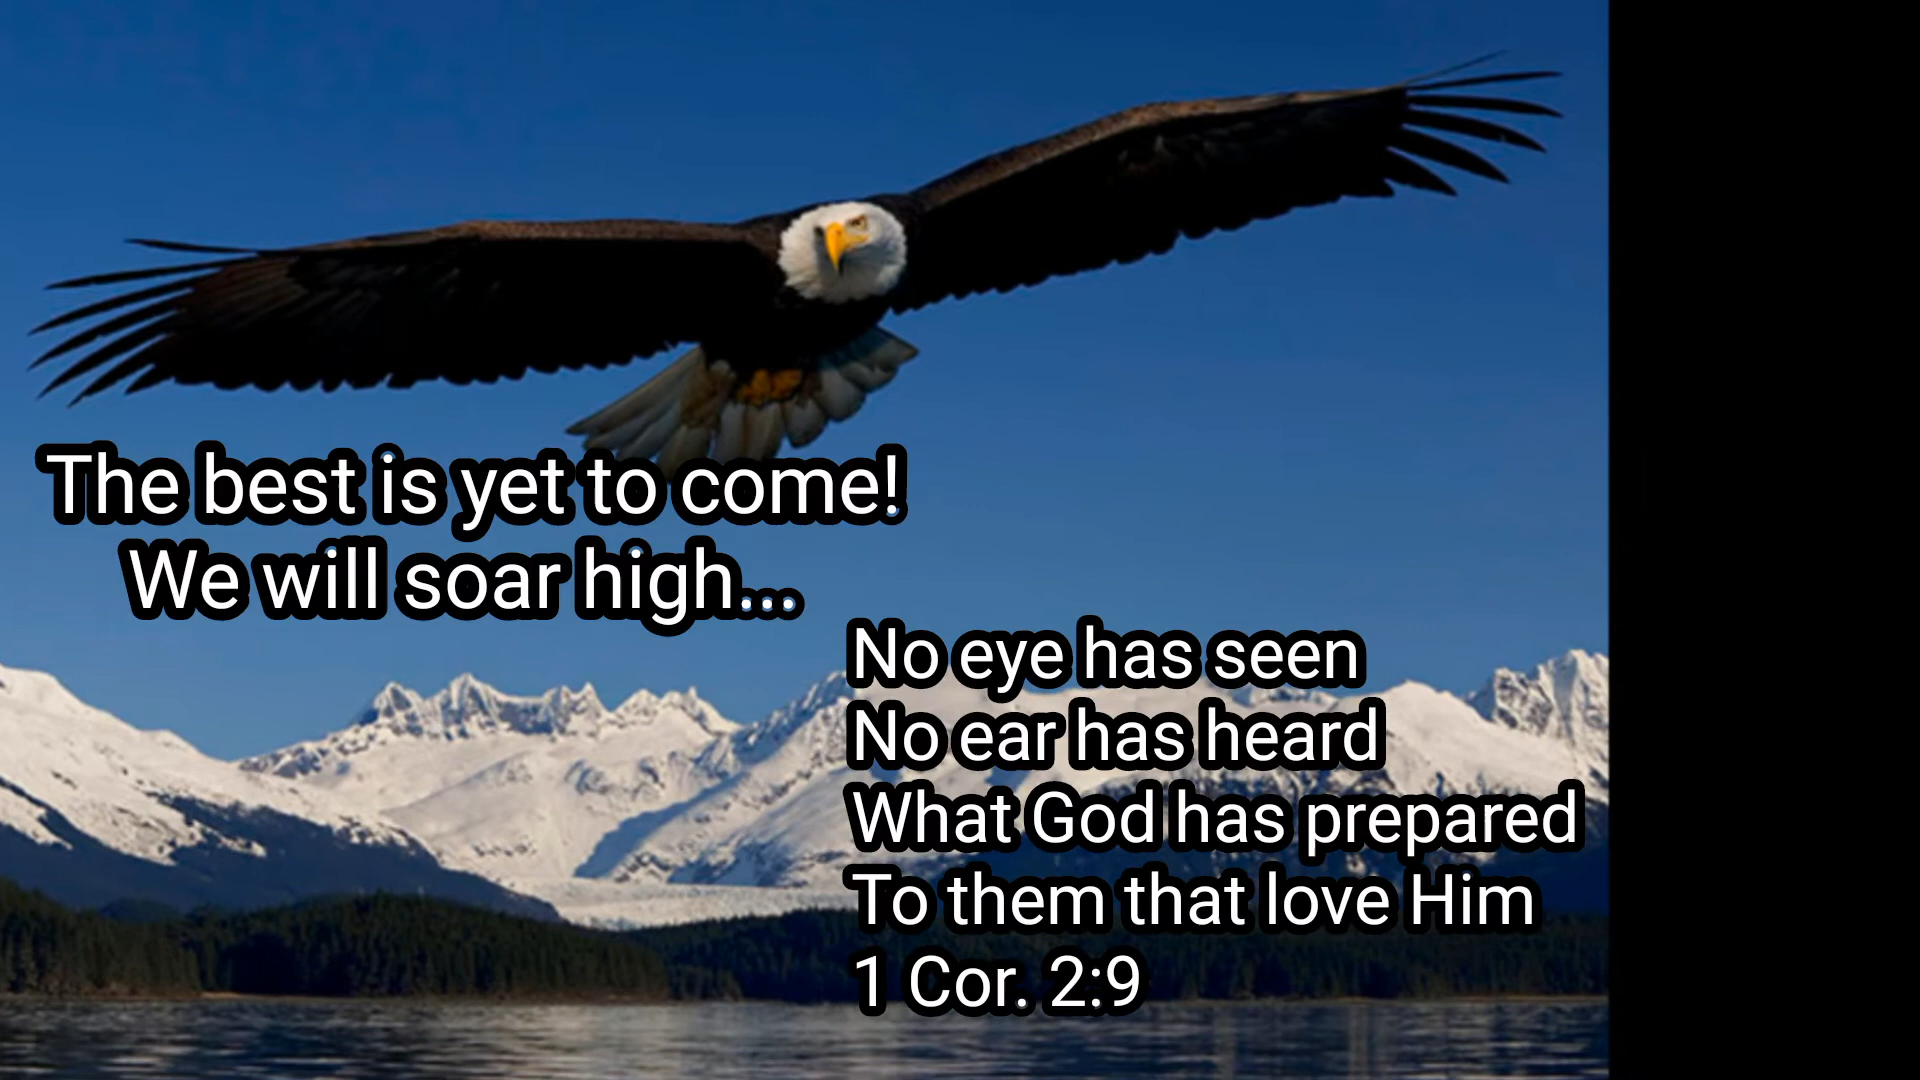 The best is yet to come!
We will soar high...
No eye has seen
No ear has heard
What God has prepared
To them that love Him
1 Cor. 2:9